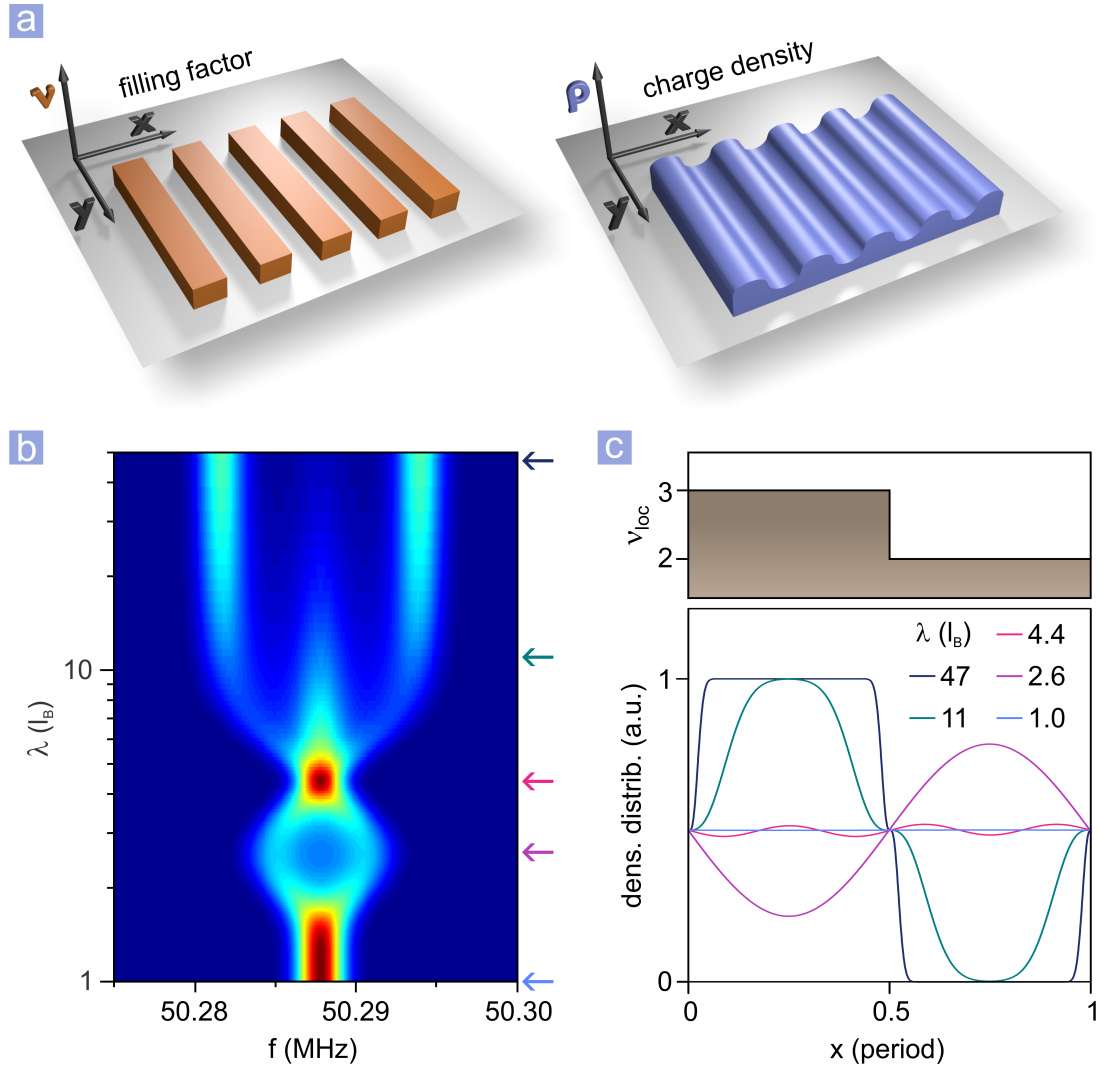 a
ν
filling factor
x
y
ρ
charge density
x
y
b
λ (l_B)
10
1
50.28
50.29
50.30
f (MHz)
c
ν_loc
3
2
dens. distrib. (a.u.)
1
0
λ (l_B)
4.4
47
2.6
11
1.0
0
0.5
1
x (period)